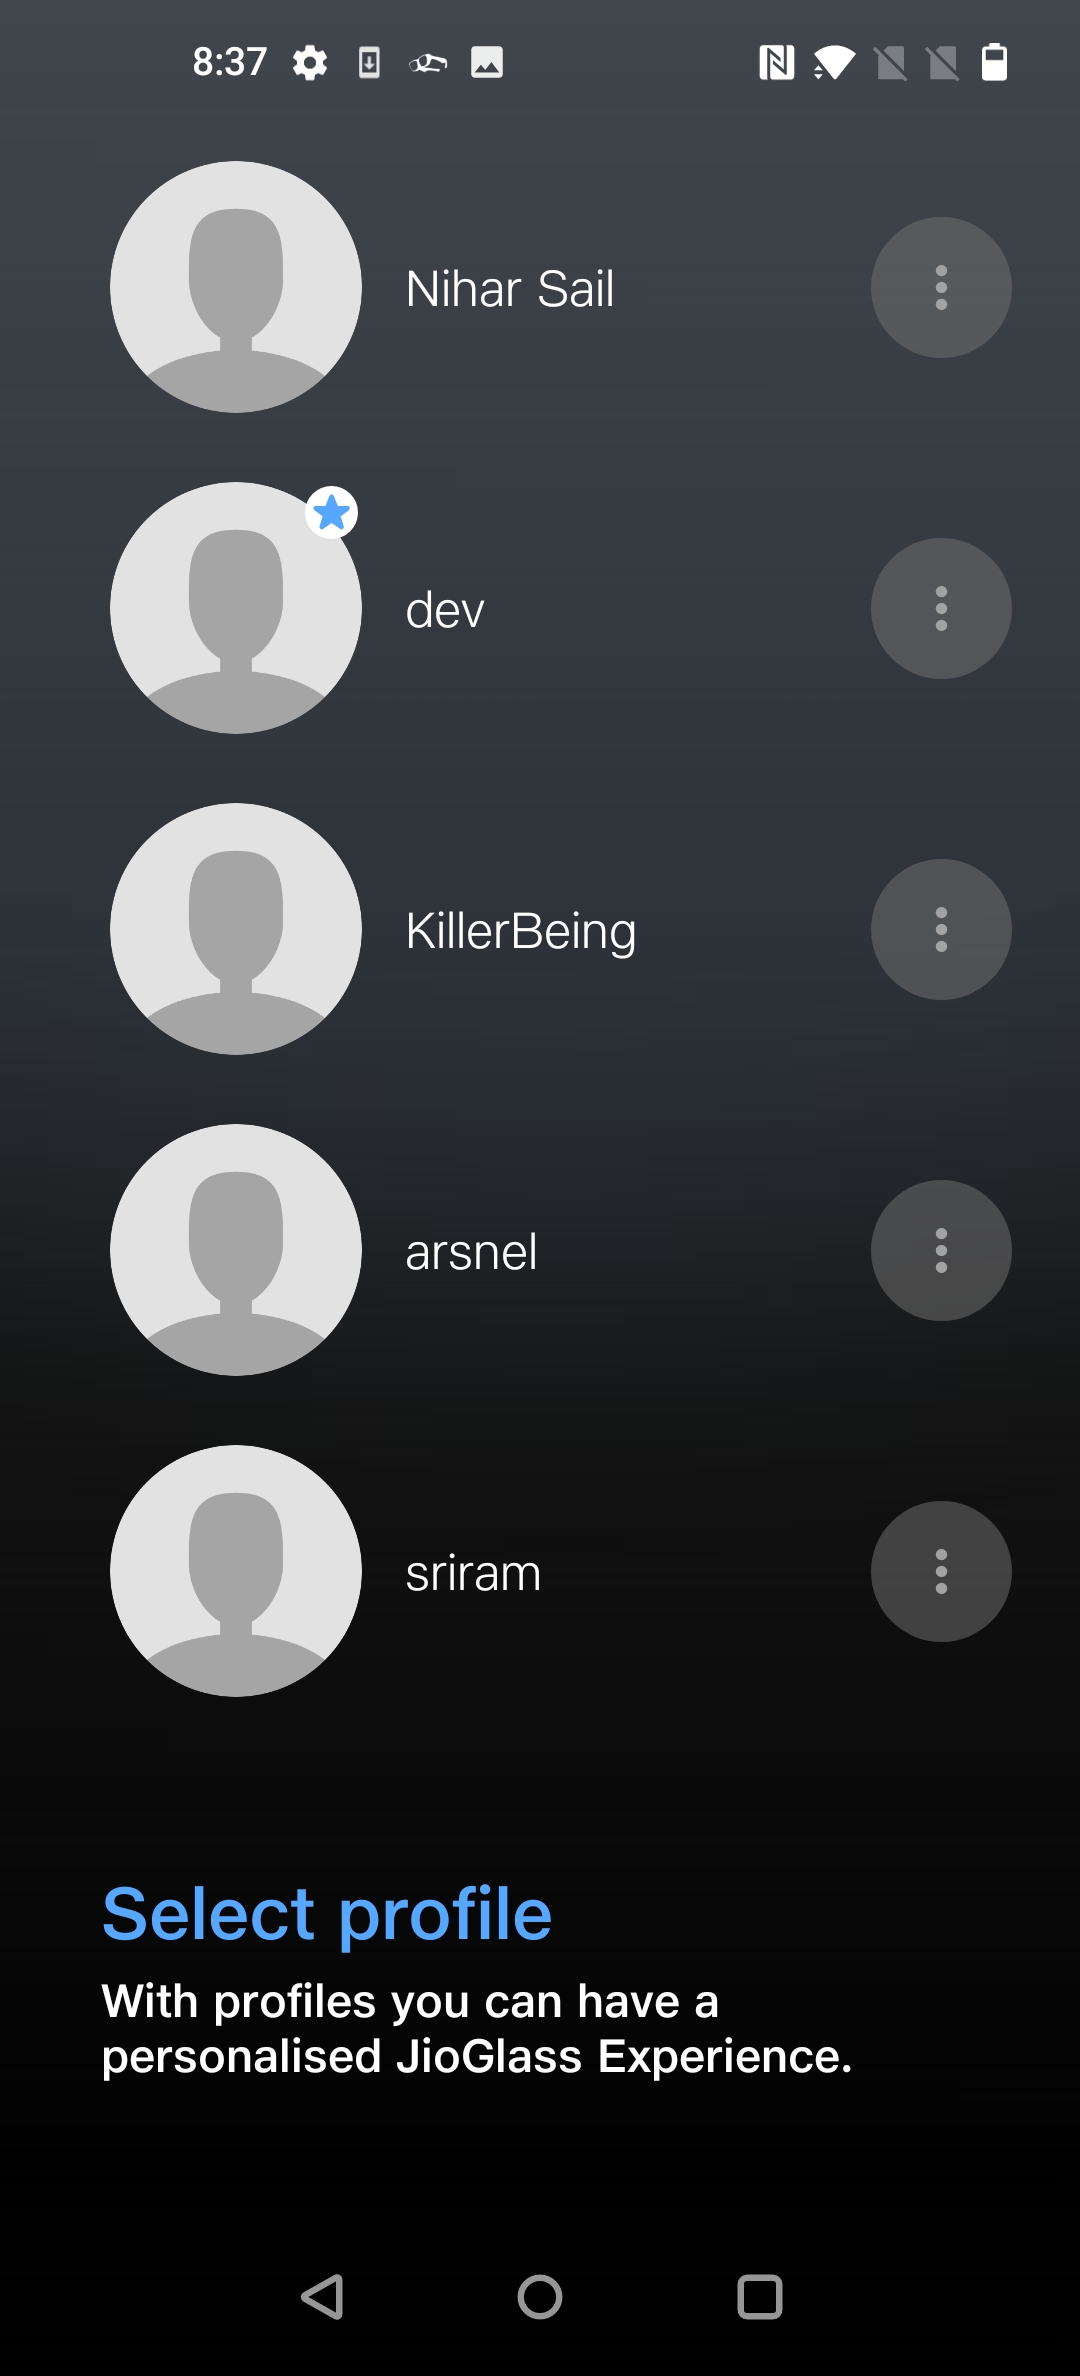 8:37
Nihar Sail
dev
KillerBeing
arsnel
sriram
Select profile
With profiles you can have a
personalised JioGlass Experience.